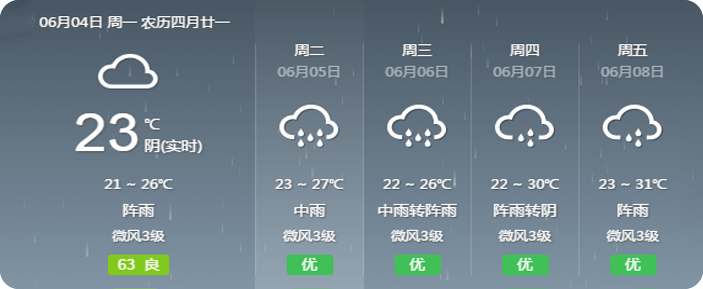 06月04日 周一 农历四月廿一
23 ℃
阴(实时)
21 ~ 26℃
阵雨
微风3级
63 良
周二
06月05日
23 ~ 27℃
中雨
微风3级
优
周三
06月06日
22 ~ 26℃
中雨转阵雨
微风3级
优
周四
06月07日
22 ~ 30℃
阵雨转阴
微风3级
优
周五
06月08日
23 ~ 31℃
阵雨
微风3级
优